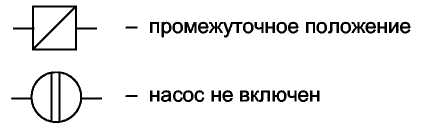 – промежуточное положение
– насос не включен